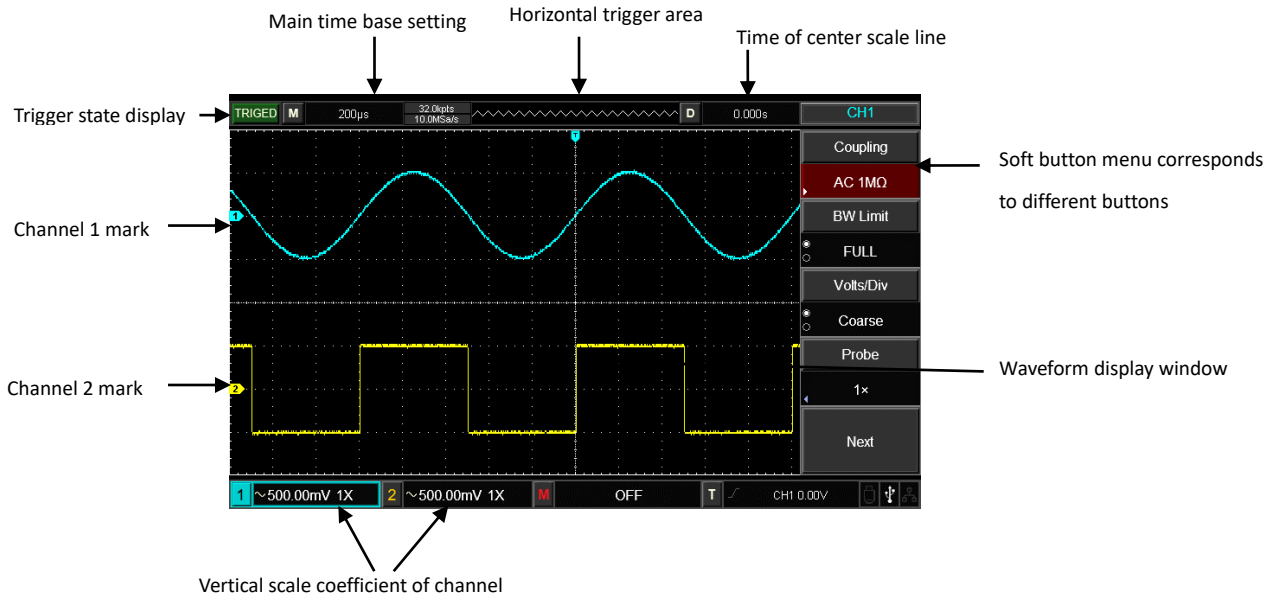 Main time base setting
Horizontal trigger area
Time of center scale line
Trigger state display
TRIGED M 200μs 32.0kpts 10.0MSa/s D 0.000s CH1
T
Coupling
Soft button menu corresponds
to different buttons
AC 1MΩ
BW Limit
1
Channel 1 mark
FULL
Volts/Div
Coarse
Probe
Waveform display window
Channel 2 mark
2
1×
Next
1 ~500.00mV 1X 2 ~500.00mV 1X M OFF T CH1 0.00V
Vertical scale coefficient of channel